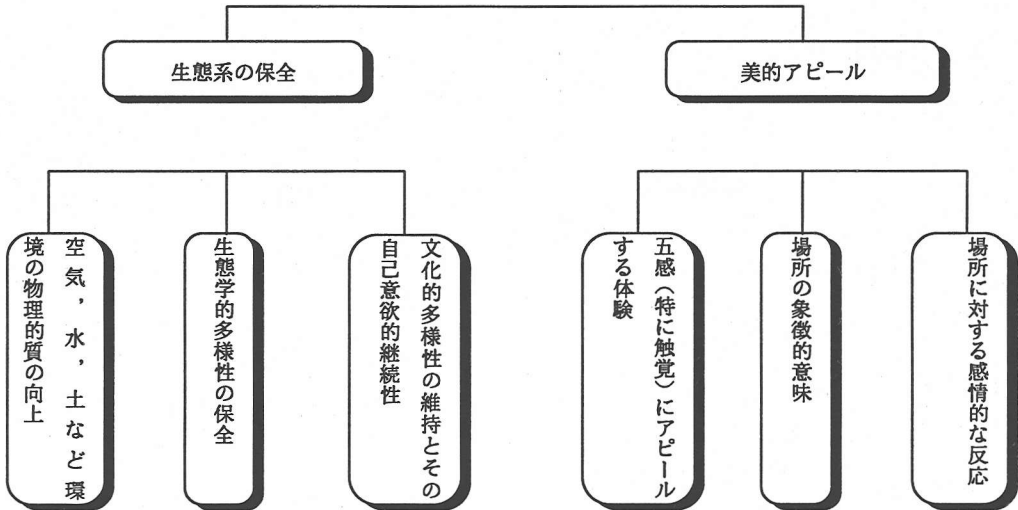 生態系の保全
美的アピール
空気，水，土など環
境の物理的質の向上
生態学的多様性の保全
文化的多様性の維持とその
自己意欲的継続性
五感（特に触覚）にアピール
する体験
場所の象徴的意味
場所に対する感情的な反応